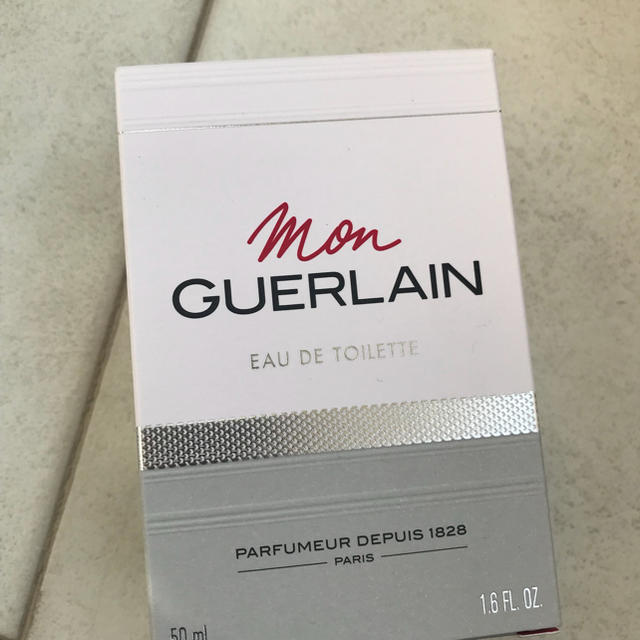 Mon
GUERLAIN
EAU DE TOILETTE
PARFUMEUR DEPUIS 1828
PARIS
50 ml
1.6 FL. OZ.